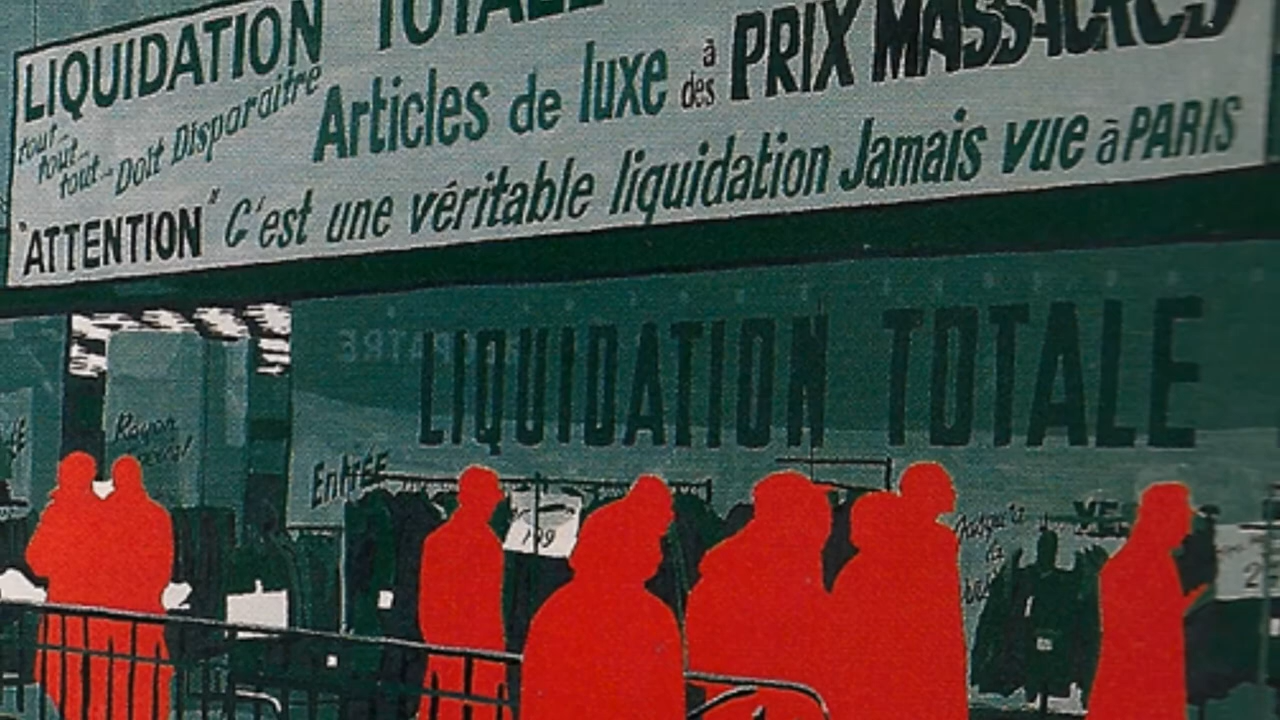 LIQUIDATION TOTALE
tout...
tout...
tout... Doit Disparaitre
Articles de luxe à des PRIX MASSACRES
"ATTENTION" C'est une véritable liquidation Jamais vue à PARIS
LIQUIDATION TOTALE
Rayon
EntréE
199